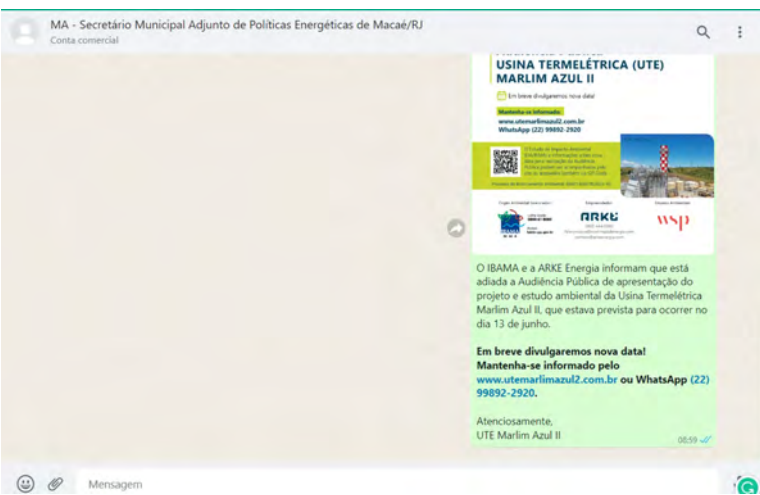 MA - Secretário Municipal Adjunto de Políticas Energéticas de Macaé/RJ
Conta comercial
USINA TERMELÉTRICA (UTE)
MARLIM AZUL II
Em breve divulgaremos nova data!
Mantenha-se informado
www.utemarlimazul2.com.br
WhatsApp (22) 99892-2920
IBAMA
ARKE
wsp
O IBAMA e a ARKE Energia informam que está
adiada a Audiência Pública de apresentação do
projeto e estudo ambiental da Usina Termelétrica
Marlim Azul II, que estava prevista para ocorrer no
dia 13 de junho.
Em breve divulgaremos nova data!
Mantenha-se informado pelo
www.utemarlimazul2.com.br ou WhatsApp (22)
99892-2920.
Atenciosamente,
UTE Marlim Azul II
08:59
Mensagem